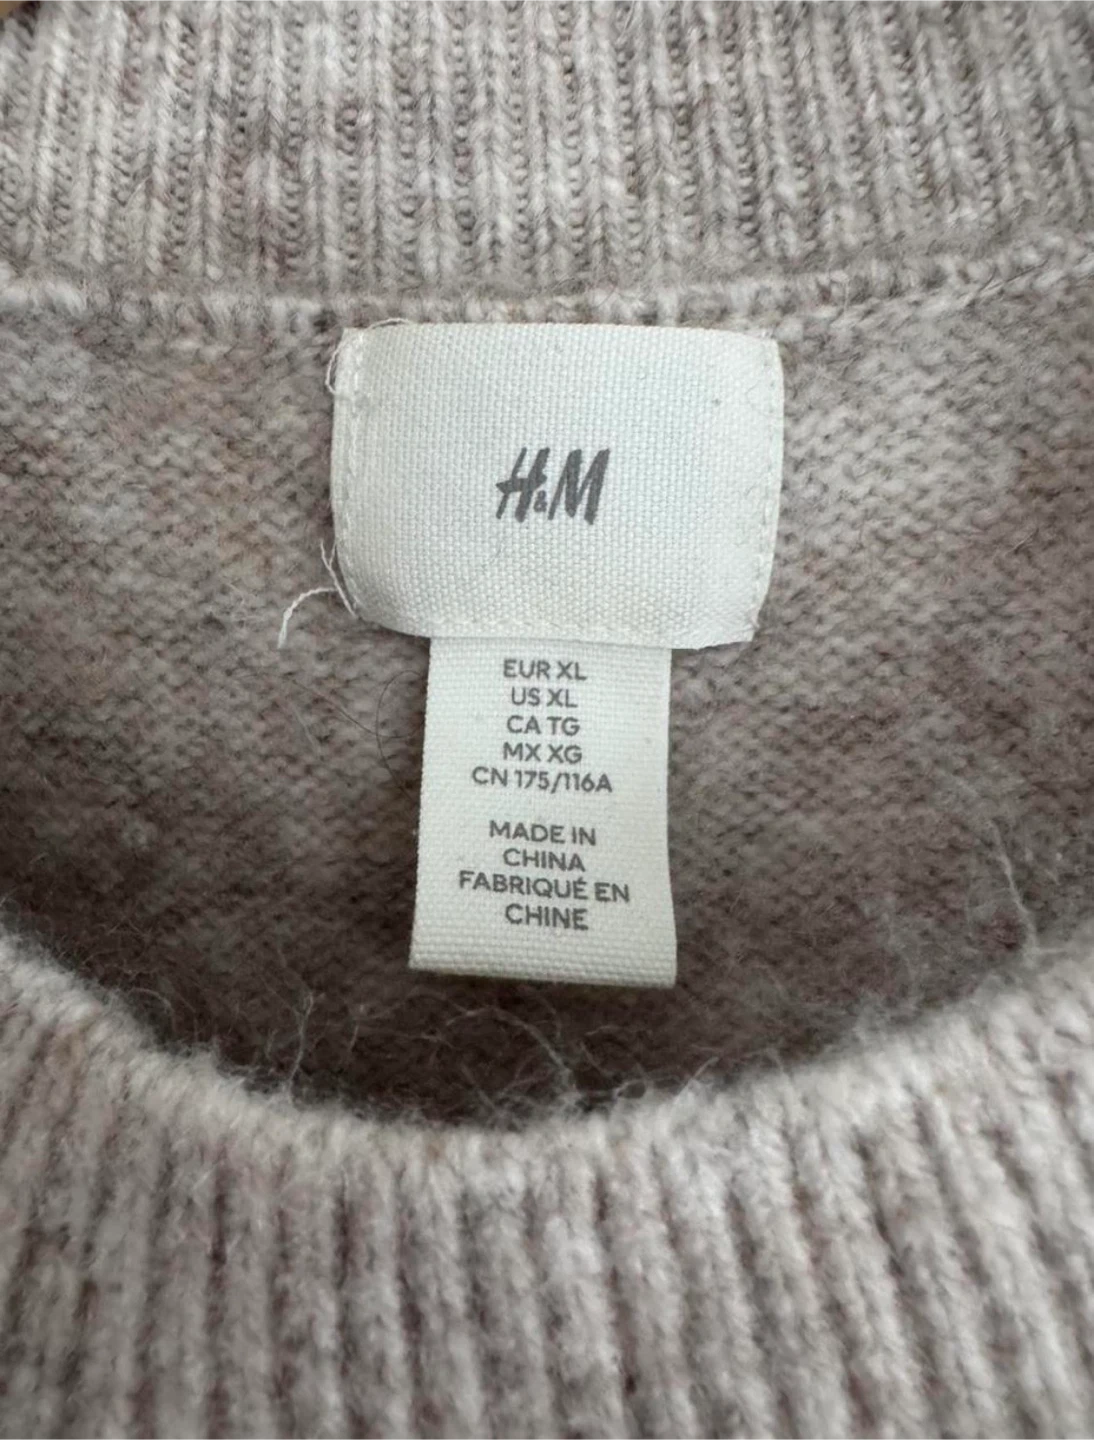 H&M
EUR XL
US XL
CA TG
MX XG
CN 175/116A
MADE IN
CHINA
FABRIQUÉ EN
CHINE